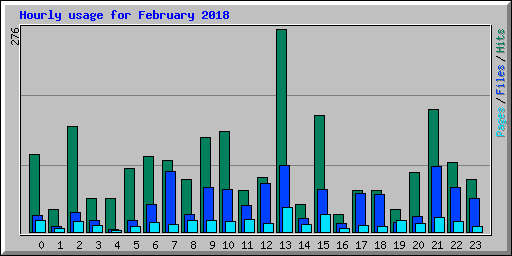 Hourly usage for February 2018
276
Pages/Files/Hits
0 1 2 3 4 5 6 7 8 9 10 11 12 13 14 15 16 17 18 19 20 21 22 23